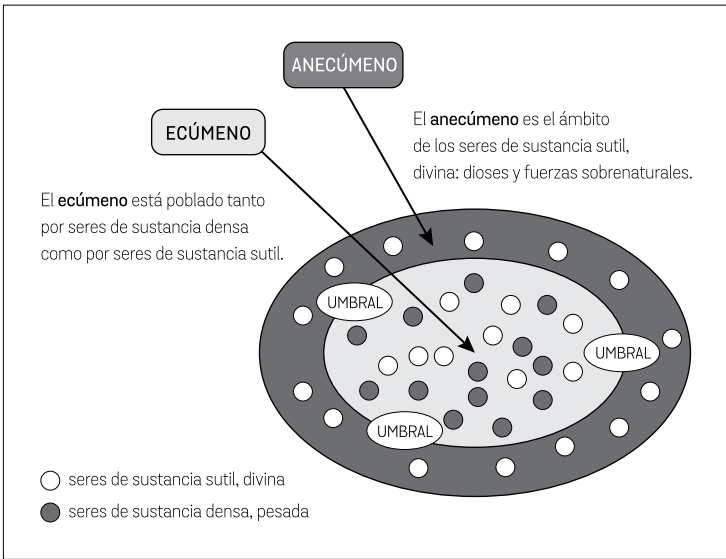 ANECÚMENO
ECÚMENO
El anecúmeno es el ámbito
de los seres de sustancia sutil,
divina: dioses y fuerzas sobrenaturales.
El ecúmeno está poblado tanto
por seres de sustancia densa
como por seres de sustancia sutil.
UMBRAL
UMBRAL
UMBRAL
seres de sustancia sutil, divina
seres de sustancia densa, pesada